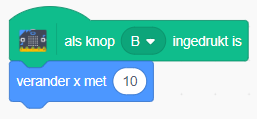 als knop B ingedrukt is
verander x met 10